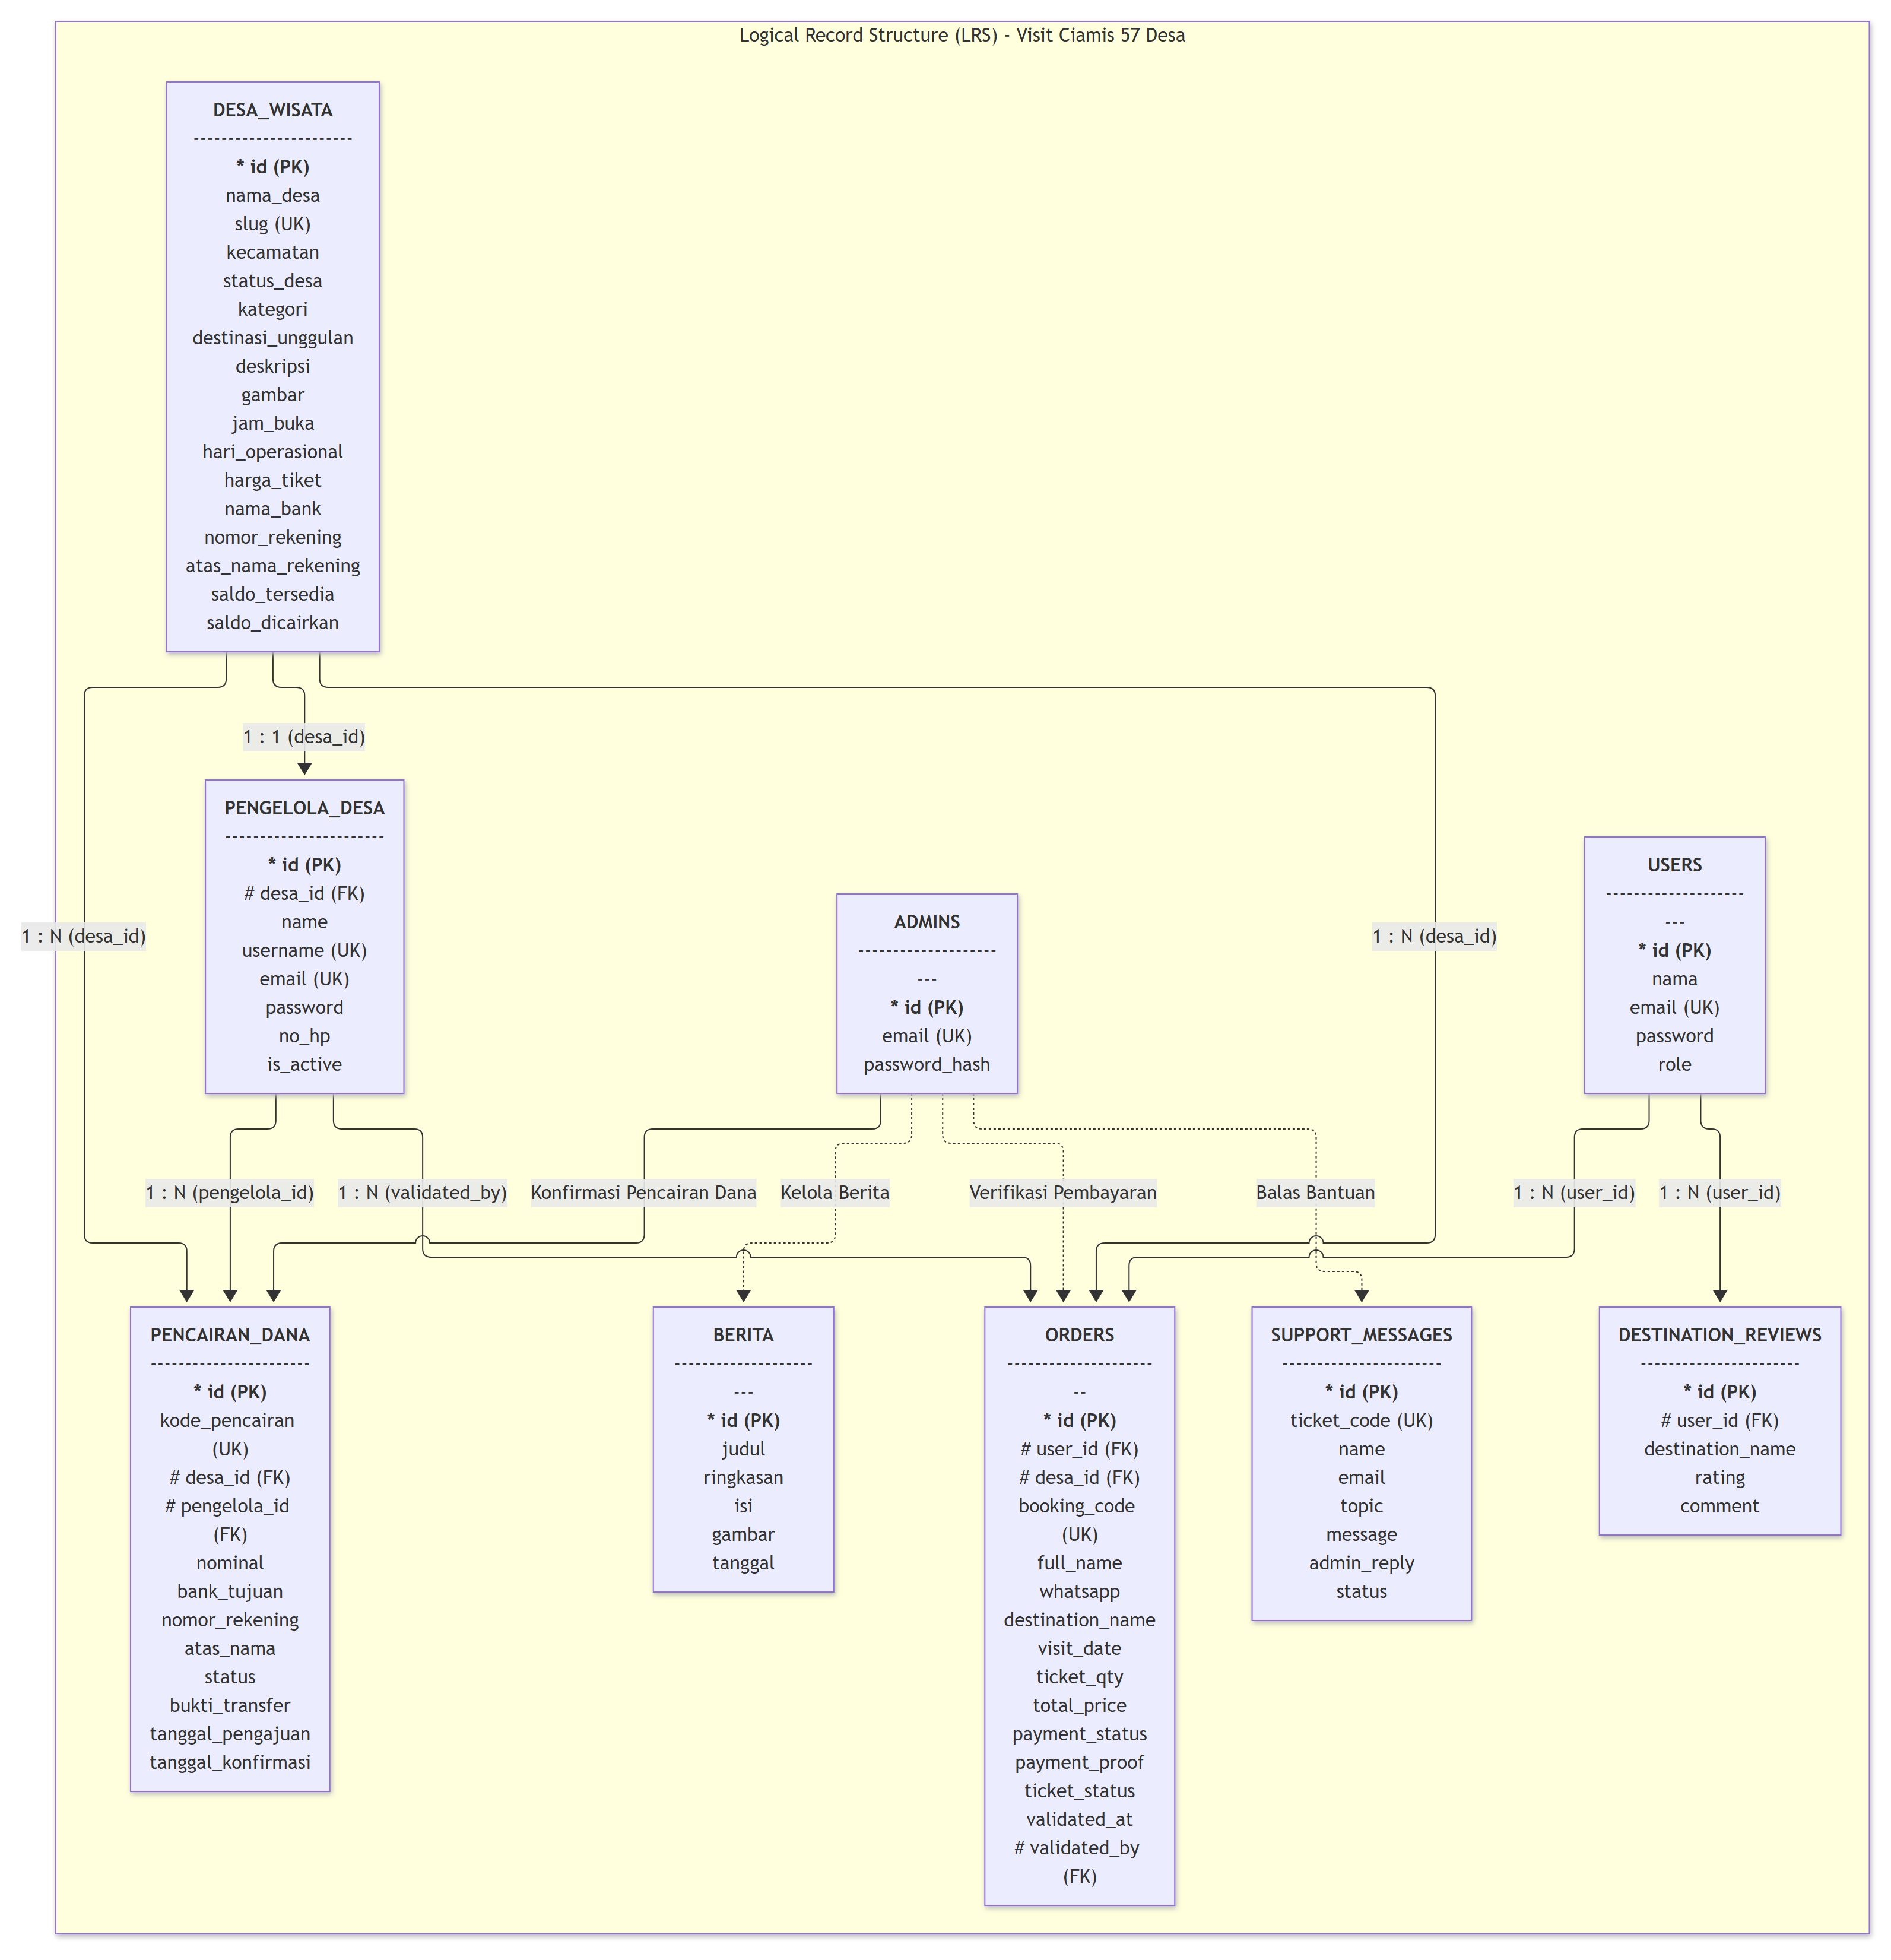 Logical Record Structure (LRS) - Visit Ciamis 57 Desa
DESA_WISATA
-----------------------
* id (PK)
nama_desa
slug (UK)
kecamatan
status_desa
kategori
destinasi_unggulan
deskripsi
gambar
jam_buka
hari_operasional
harga_tiket
nama_bank
nomor_rekening
atas_nama_rekening
saldo_tersedia
saldo_dicairkan
1 : 1 (desa_id)
1 : N (desa_id)
1 : N (desa_id)
PENGELOLA_DESA
-----------------------
* id (PK)
# desa_id (FK)
name
username (UK)
email (UK)
password
no_hp
is_active
ADMINS
--------------------
---
* id (PK)
email (UK)
password_hash
USERS
--------------------
---
* id (PK)
nama
email (UK)
password
role
1 : N (pengelola_id)
1 : N (validated_by)
Konfirmasi Pencairan Dana
Kelola Berita
Verifikasi Pembayaran
Balas Bantuan
1 : N (user_id)
1 : N (user_id)
PENCAIRAN_DANA
-----------------------
* id (PK)
kode_pencairan
(UK)
# desa_id (FK)
# pengelola_id
(FK)
nominal
bank_tujuan
nomor_rekening
atas_nama
status
bukti_transfer
tanggal_pengajuan
tanggal_konfirmasi
BERITA
--------------------
---
* id (PK)
judul
ringkasan
isi
gambar
tanggal
ORDERS
---------------------
--
* id (PK)
# user_id (FK)
# desa_id (FK)
booking_code
(UK)
full_name
whatsapp
destination_name
visit_date
ticket_qty
total_price
payment_status
payment_proof
ticket_status
validated_at
# validated_by
(FK)
SUPPORT_MESSAGES
-----------------------
* id (PK)
ticket_code (UK)
name
email
topic
message
admin_reply
status
DESTINATION_REVIEWS
-----------------------
* id (PK)
# user_id (FK)
destination_name
rating
comment